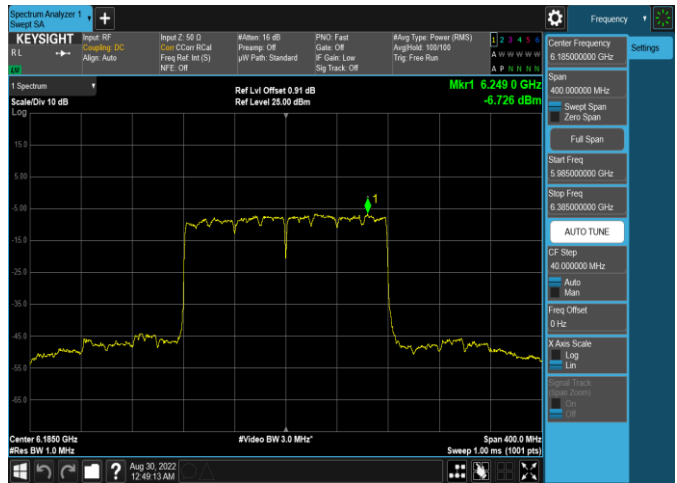 Spectrum Analyzer 1
Swept SA
Frequency
KEYSIGHT
Input: RF
Input Z: 50 Ω
#Atten: 16 dB
PNO: Fast
#Avg Type: Power (RMS)
1 2 3 4 5 6
R L
Coupling: DC
Corr CCorr RCal
Preamp: Off
Gate: Off
Avg|Hold: 100/100
A W W W W W
Align: Auto
Freq Ref: Int (S)
µW Path: Standard
IF Gain: Low
Trig: Free Run
A P N N N N
NFE: Off
Sig Track: Off
1 Spectrum
Ref Lvl Offset 0.91 dB
Mkr1 6.249 0 GHz
Scale/Div 10 dB
Ref Level 25.00 dBm
-6.726 dBm
Log
15.0
5.00
-5.00
1
-15.0
-25.0
-35.0
-45.0
-55.0
-65.0
Center 6.1850 GHz
#Video BW 3.0 MHz*
Span 400.0 MHz
#Res BW 1.0 MHz
Sweep 1.00 ms (1001 pts)
Aug 30, 2022
12:49:13 AM
Center Frequency
6.185000000 GHz
Settings
Span
400.000000 MHz
Swept Span
Zero Span
Full Span
Start Freq
5.985000000 GHz
Stop Freq
6.385000000 GHz
AUTO TUNE
CF Step
40.000000 MHz
Auto
Man
Freq Offset
0 Hz
X Axis Scale
Log
Lin
Signal Track
(Span Zoom)
On
Off